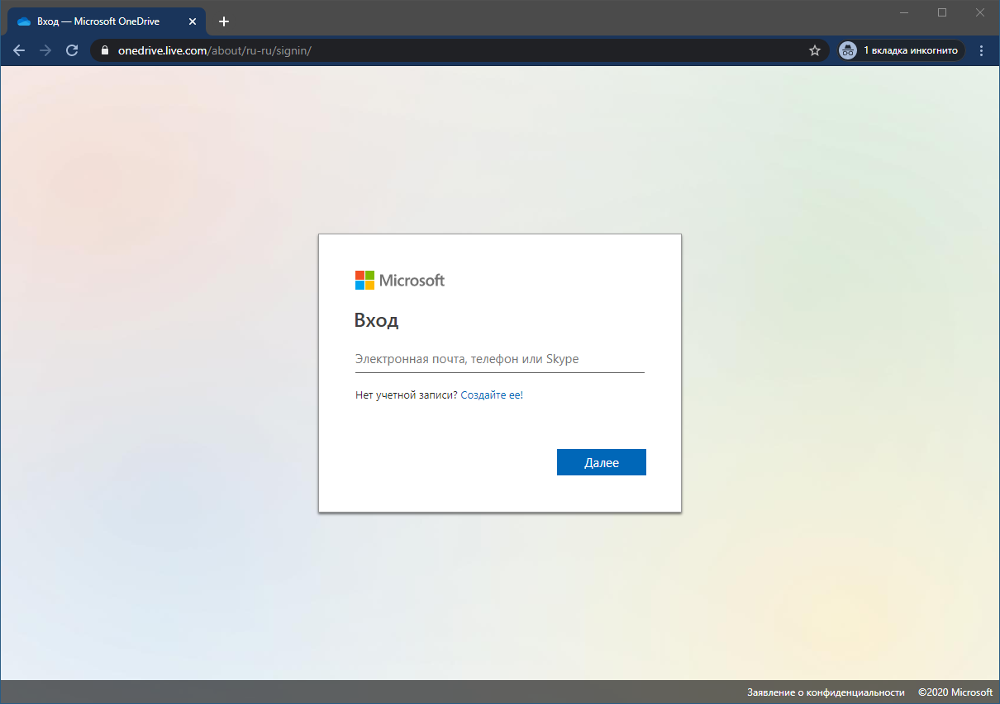 Вход — Microsoft OneDrive
onedrive.live.com/about/ru-ru/signin/
1 вкладка инкогнито
Microsoft
Вход
Электронная почта, телефон или Skype
Нет учетной записи? Создайте ее!
Далее
Заявление о конфиденциальности ©2020 Microsoft